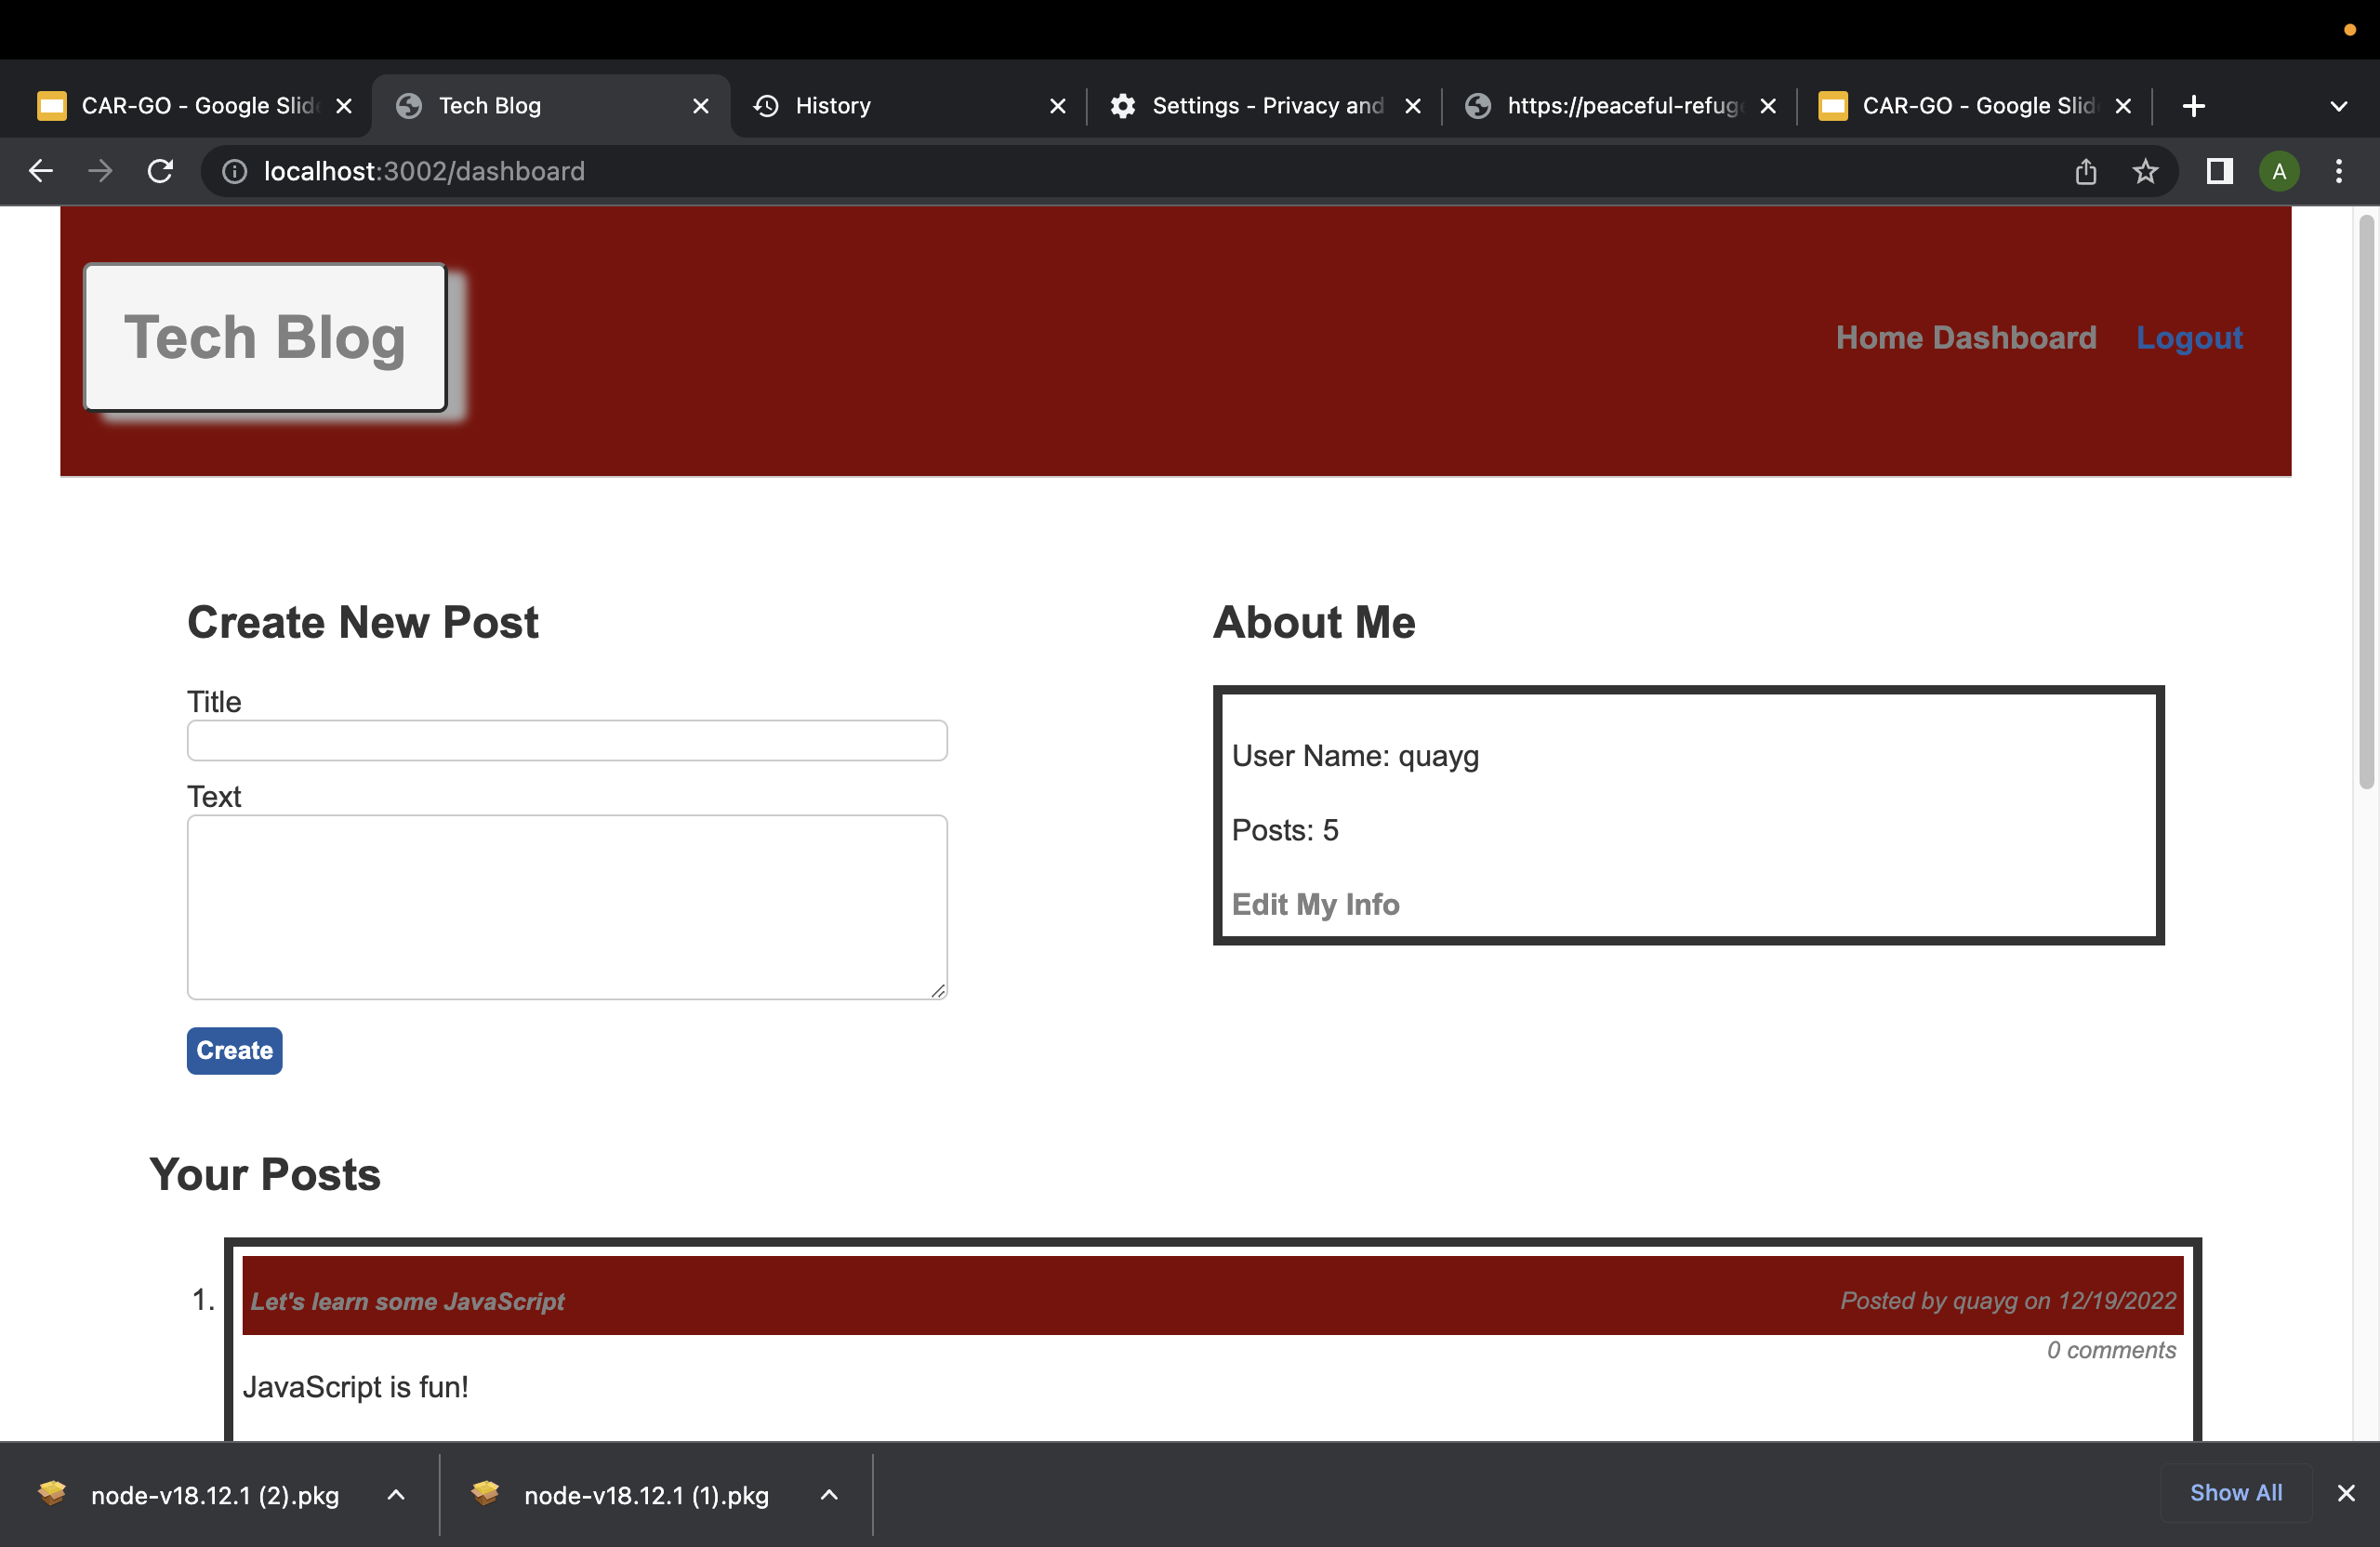 CAR-GO - Google Slid
Tech Blog
History
Settings - Privacy and
https://peaceful-refug
CAR-GO - Google Slid
localhost:3002/dashboard
A
Tech Blog
Home Dashboard Logout
Create New Post
About Me
Title
User Name: quayg
Text
Posts: 5
Edit My Info
Create
Your Posts
1. Let's learn some JavaScript Posted by quayg on 12/19/2022
0 comments
JavaScript is fun!
node-v18.12.1 (2).pkg
node-v18.12.1 (1).pkg
Show All